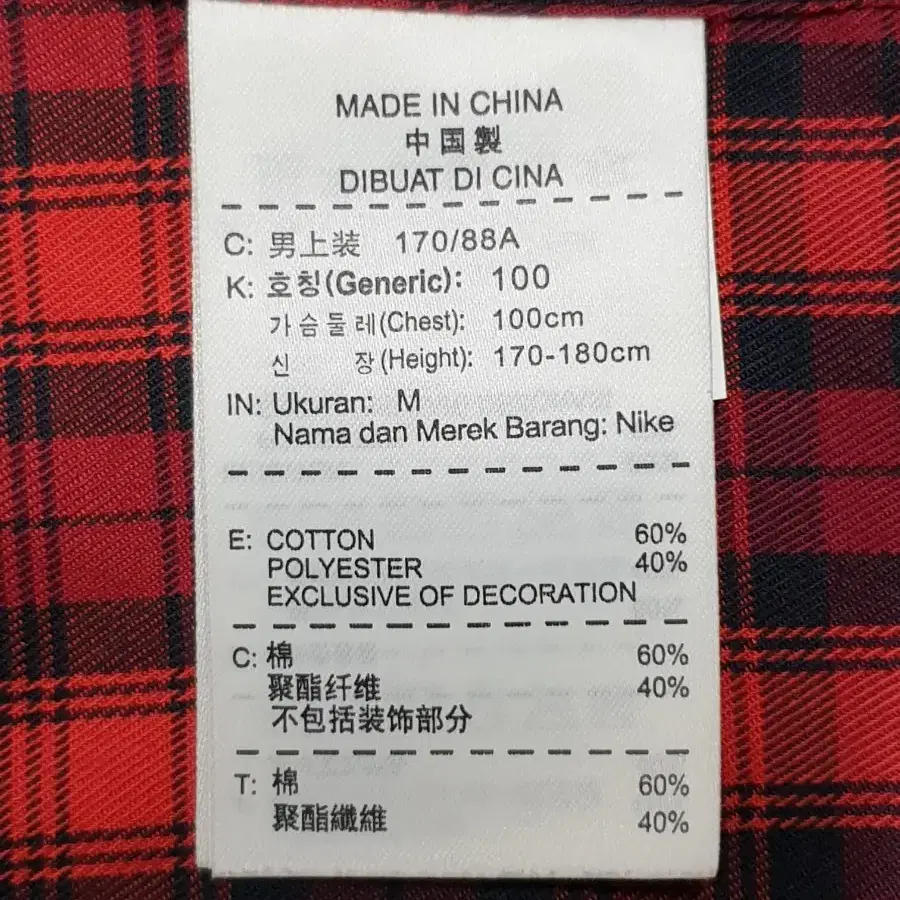 MADE IN CHINA
中国製
DIBUAT DI CINA
C: 男上装 170/88A
K: 호칭(Generic): 100
가슴둘레(Chest): 100cm
신 장(Height): 170-180cm
IN: Ukuran: M
Nama dan Merek Barang: Nike
E: COTTON 60%
POLYESTER 40%
EXCLUSIVE OF DECORATION
C: 棉 60%
聚酯纤维 40%
不包括装饰部分
T: 棉 60%
聚酯纖維 40%